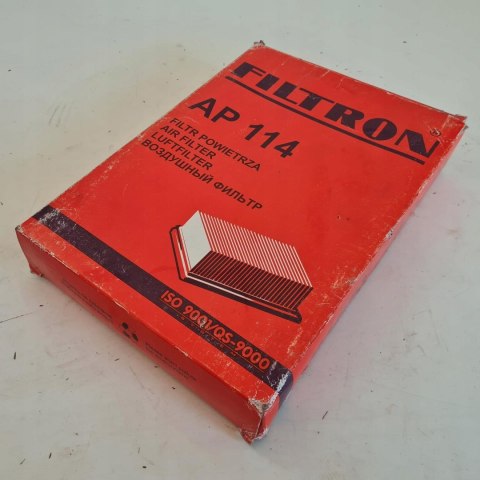 FILTRON
AP 114
FILTR POWIETRZA
AIR FILTER
LUFTFILTER
ВОЗДУШНЫЙ ФИЛЬТР
ISO 9001/QS-9000